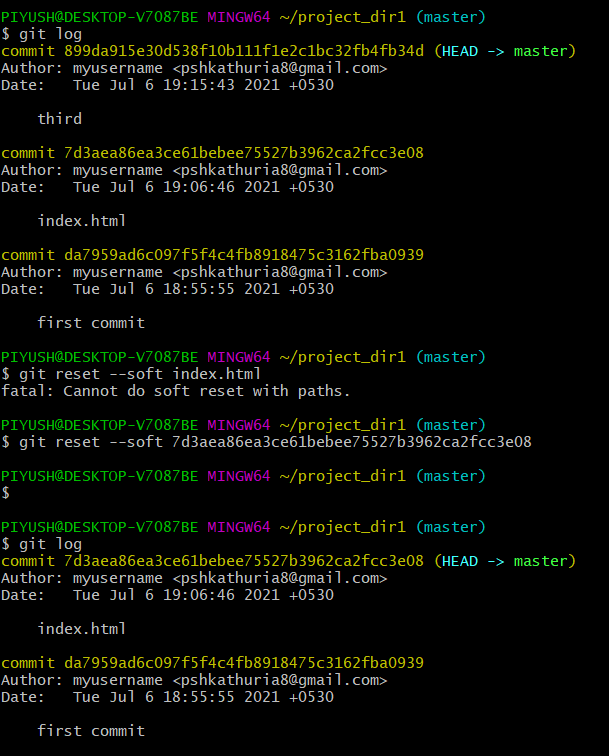 PIYUSH@DESKTOP-V7087BE MINGW64 ~/project_dir1 (master)
$ git log
commit 899da915e30d538f10b111f1e2c1bc32fb4fb34d (HEAD -> master)
Author: myusername <pshkathuria8@gmail.com>
Date:   Tue Jul 6 19:15:43 2021 +0530
    third
commit 7d3aea86ea3ce61bebee75527b3962ca2fcc3e08
Author: myusername <pshkathuria8@gmail.com>
Date:   Tue Jul 6 19:06:46 2021 +0530
    index.html
commit da7959ad6c097f5f4c4fb8918475c3162fba0939
Author: myusername <pshkathuria8@gmail.com>
Date:   Tue Jul 6 18:55:55 2021 +0530
    first commit
PIYUSH@DESKTOP-V7087BE MINGW64 ~/project_dir1 (master)
$ git reset --soft index.html
fatal: Cannot do soft reset with paths.
PIYUSH@DESKTOP-V7087BE MINGW64 ~/project_dir1 (master)
$ git reset --soft 7d3aea86ea3ce61bebee75527b3962ca2fcc3e08
PIYUSH@DESKTOP-V7087BE MINGW64 ~/project_dir1 (master)
$
PIYUSH@DESKTOP-V7087BE MINGW64 ~/project_dir1 (master)
$ git log
commit 7d3aea86ea3ce61bebee75527b3962ca2fcc3e08 (HEAD -> master)
Author: myusername <pshkathuria8@gmail.com>
Date:   Tue Jul 6 19:06:46 2021 +0530
    index.html
commit da7959ad6c097f5f4c4fb8918475c3162fba0939
Author: myusername <pshkathuria8@gmail.com>
Date:   Tue Jul 6 18:55:55 2021 +0530
    first commit